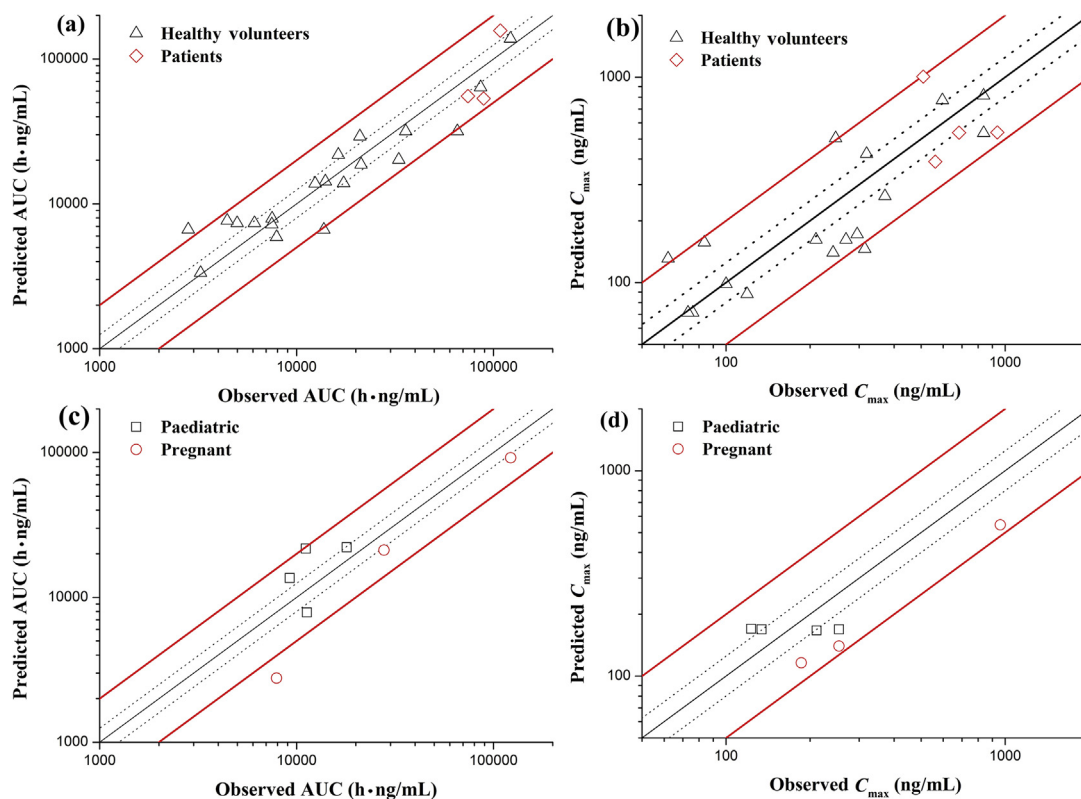 (a)
Healthy volunteers
Patients
100000
10000
1000
Predicted AUC (h•ng/mL)
1000
10000
100000
Observed AUC (h•ng/mL)
(b)
Healthy volunteers
Patients
1000
100
Predicted Cmax (ng/mL)
100
1000
Observed Cmax (ng/mL)
(c)
Paediatric
Pregnant
100000
10000
1000
Predicted AUC (h•ng/mL)
1000
10000
100000
Observed AUC (h•ng/mL)
(d)
Paediatric
Pregnant
1000
100
Predicted Cmax (ng/mL)
100
1000
Observed Cmax (ng/mL)